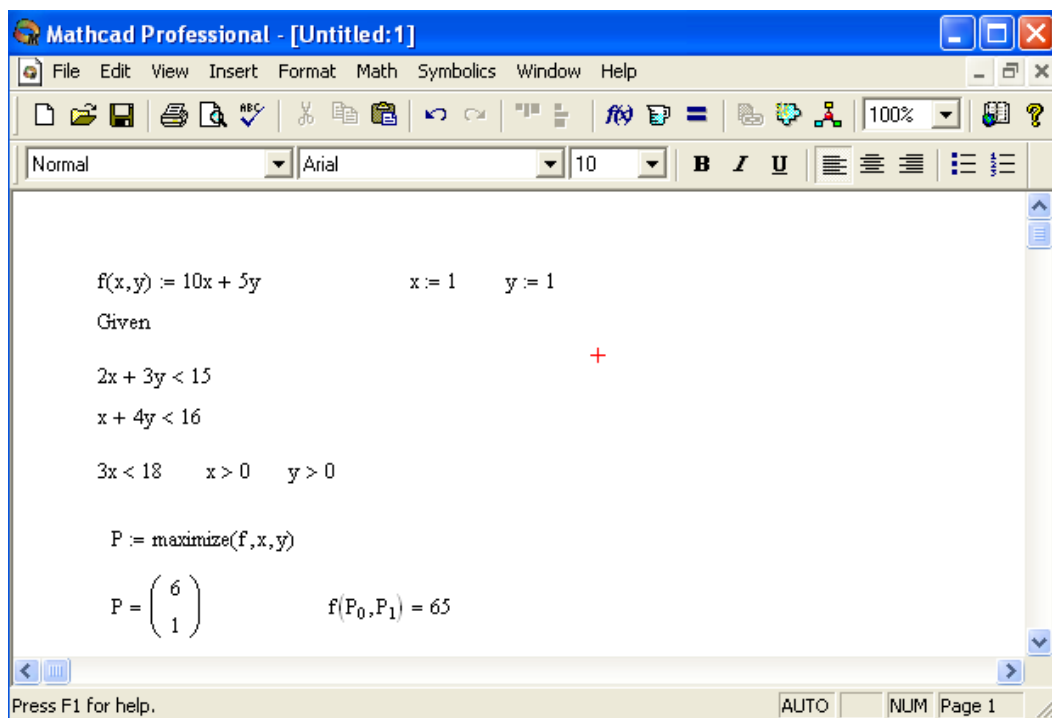 Mathcad Professional - [Untitled:1]
File Edit View Insert Format Math Symbolics Window Help
ABC f(x) = 100% ?
Normal Arial 10 B I U
f(x,y) := 10x + 5y x := 1 y := 1
Given
2x + 3y < 15
x + 4y < 16
3x < 18 x > 0 y > 0
P := maximize(f,x,y)
P = ( 6 1 ) f(P₀,P₁) = 65
Press F1 for help. AUTO NUM Page 1